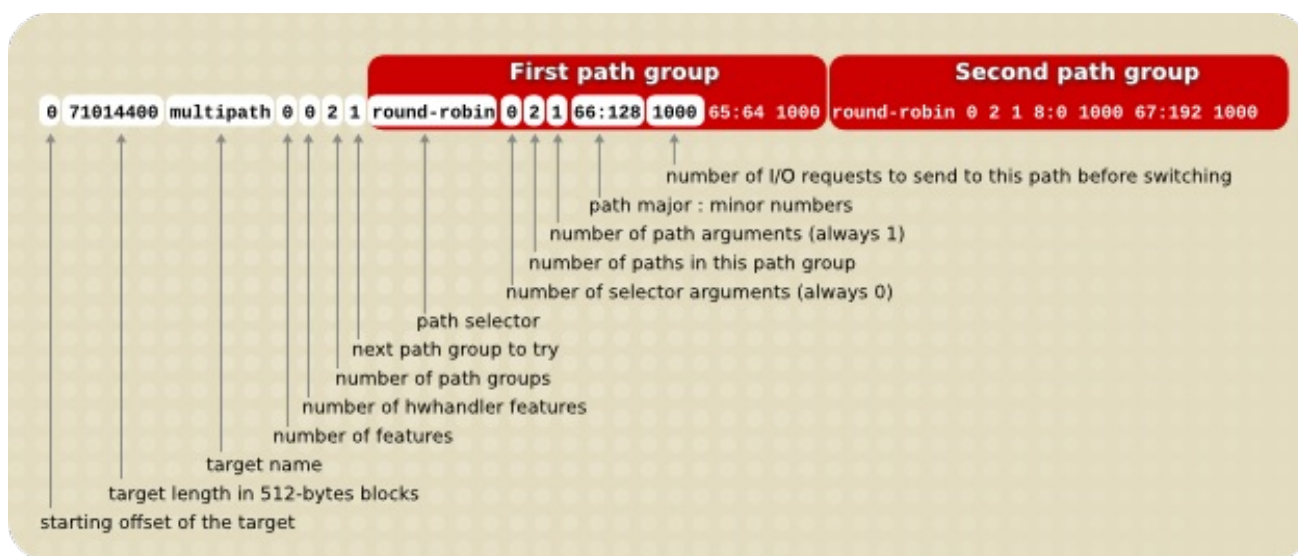 First path group
Second path group
0 71014400 multipath 0 0 2 1 round-robin 0 2 1 66:128 1000 65:64 1000 round-robin 0 2 1 8:0 1000 67:192 1000
number of I/O requests to send to this path before switching
path major : minor numbers
number of path arguments (always 1)
number of paths in this path group
number of selector arguments (always 0)
path selector
next path group to try
number of path groups
number of hwhandler features
number of features
target name
target length in 512-bytes blocks
starting offset of the target